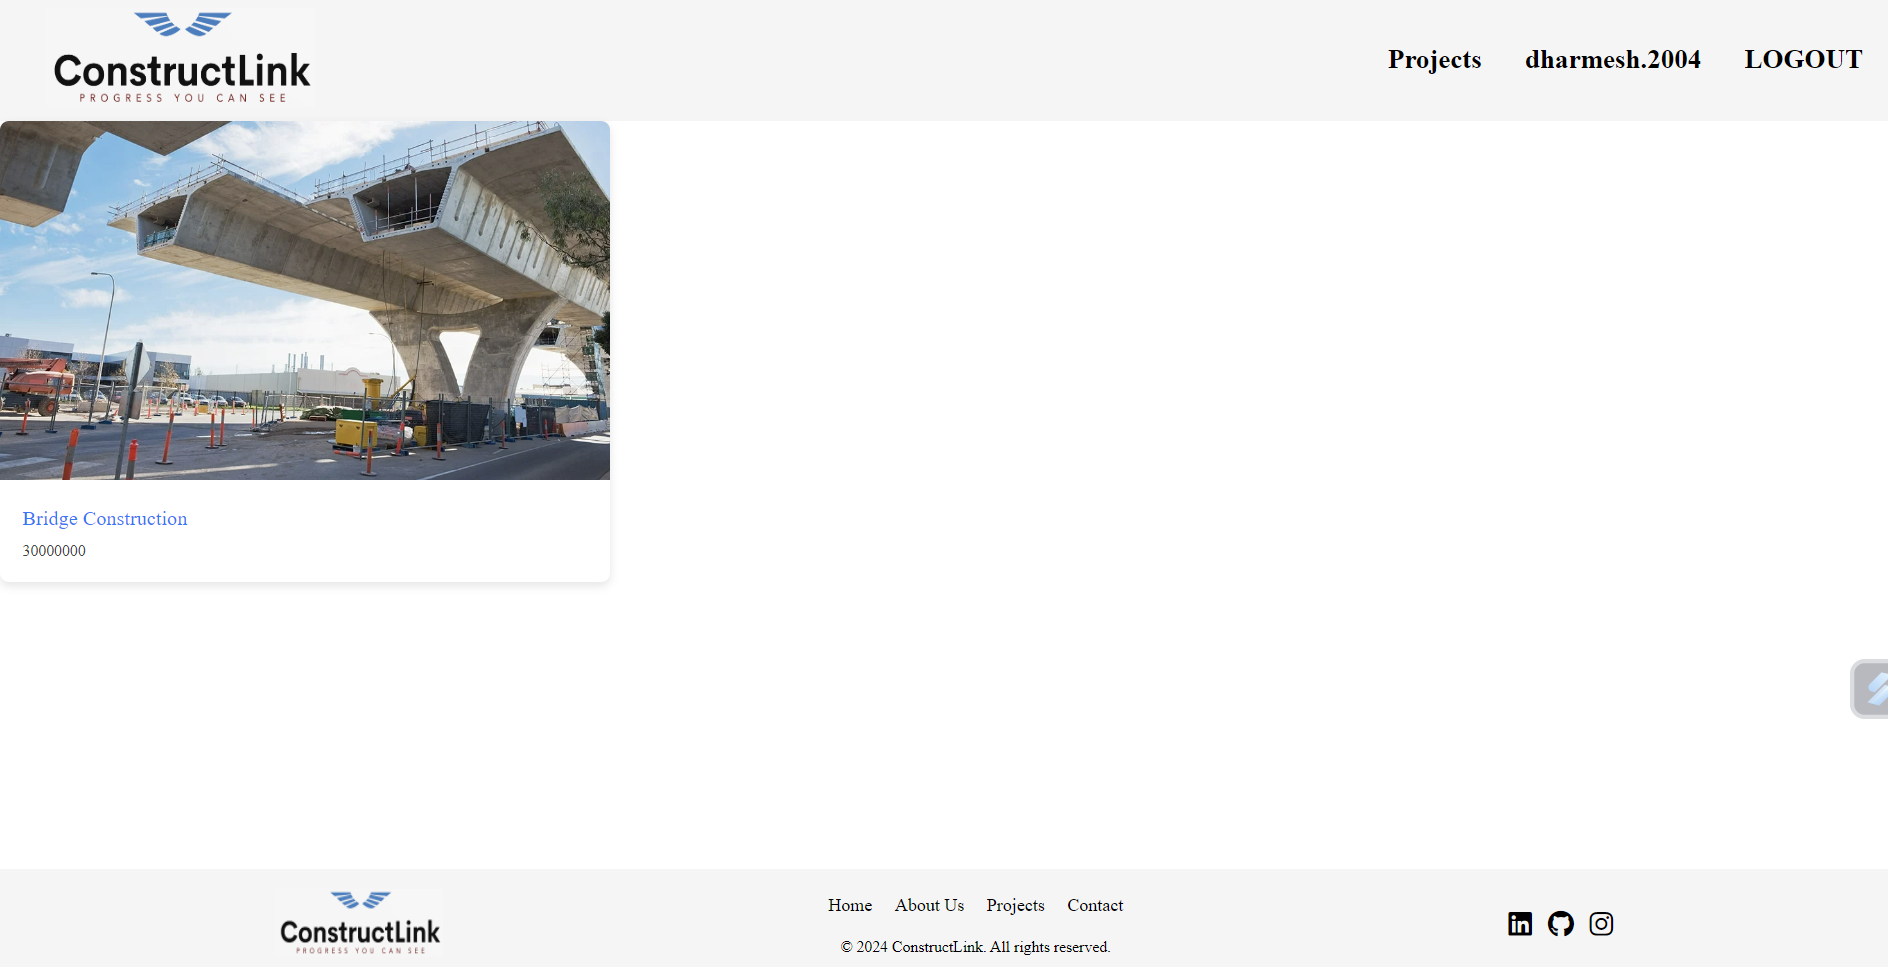 ConstructLink
PROGRESS YOU CAN SEE
Projects dharmesh.2004 LOGOUT
Bridge Construction
30000000
ConstructLink
PROGRESS YOU CAN SEE
Home About Us Projects Contact
© 2024 ConstructLink. All rights reserved.
in